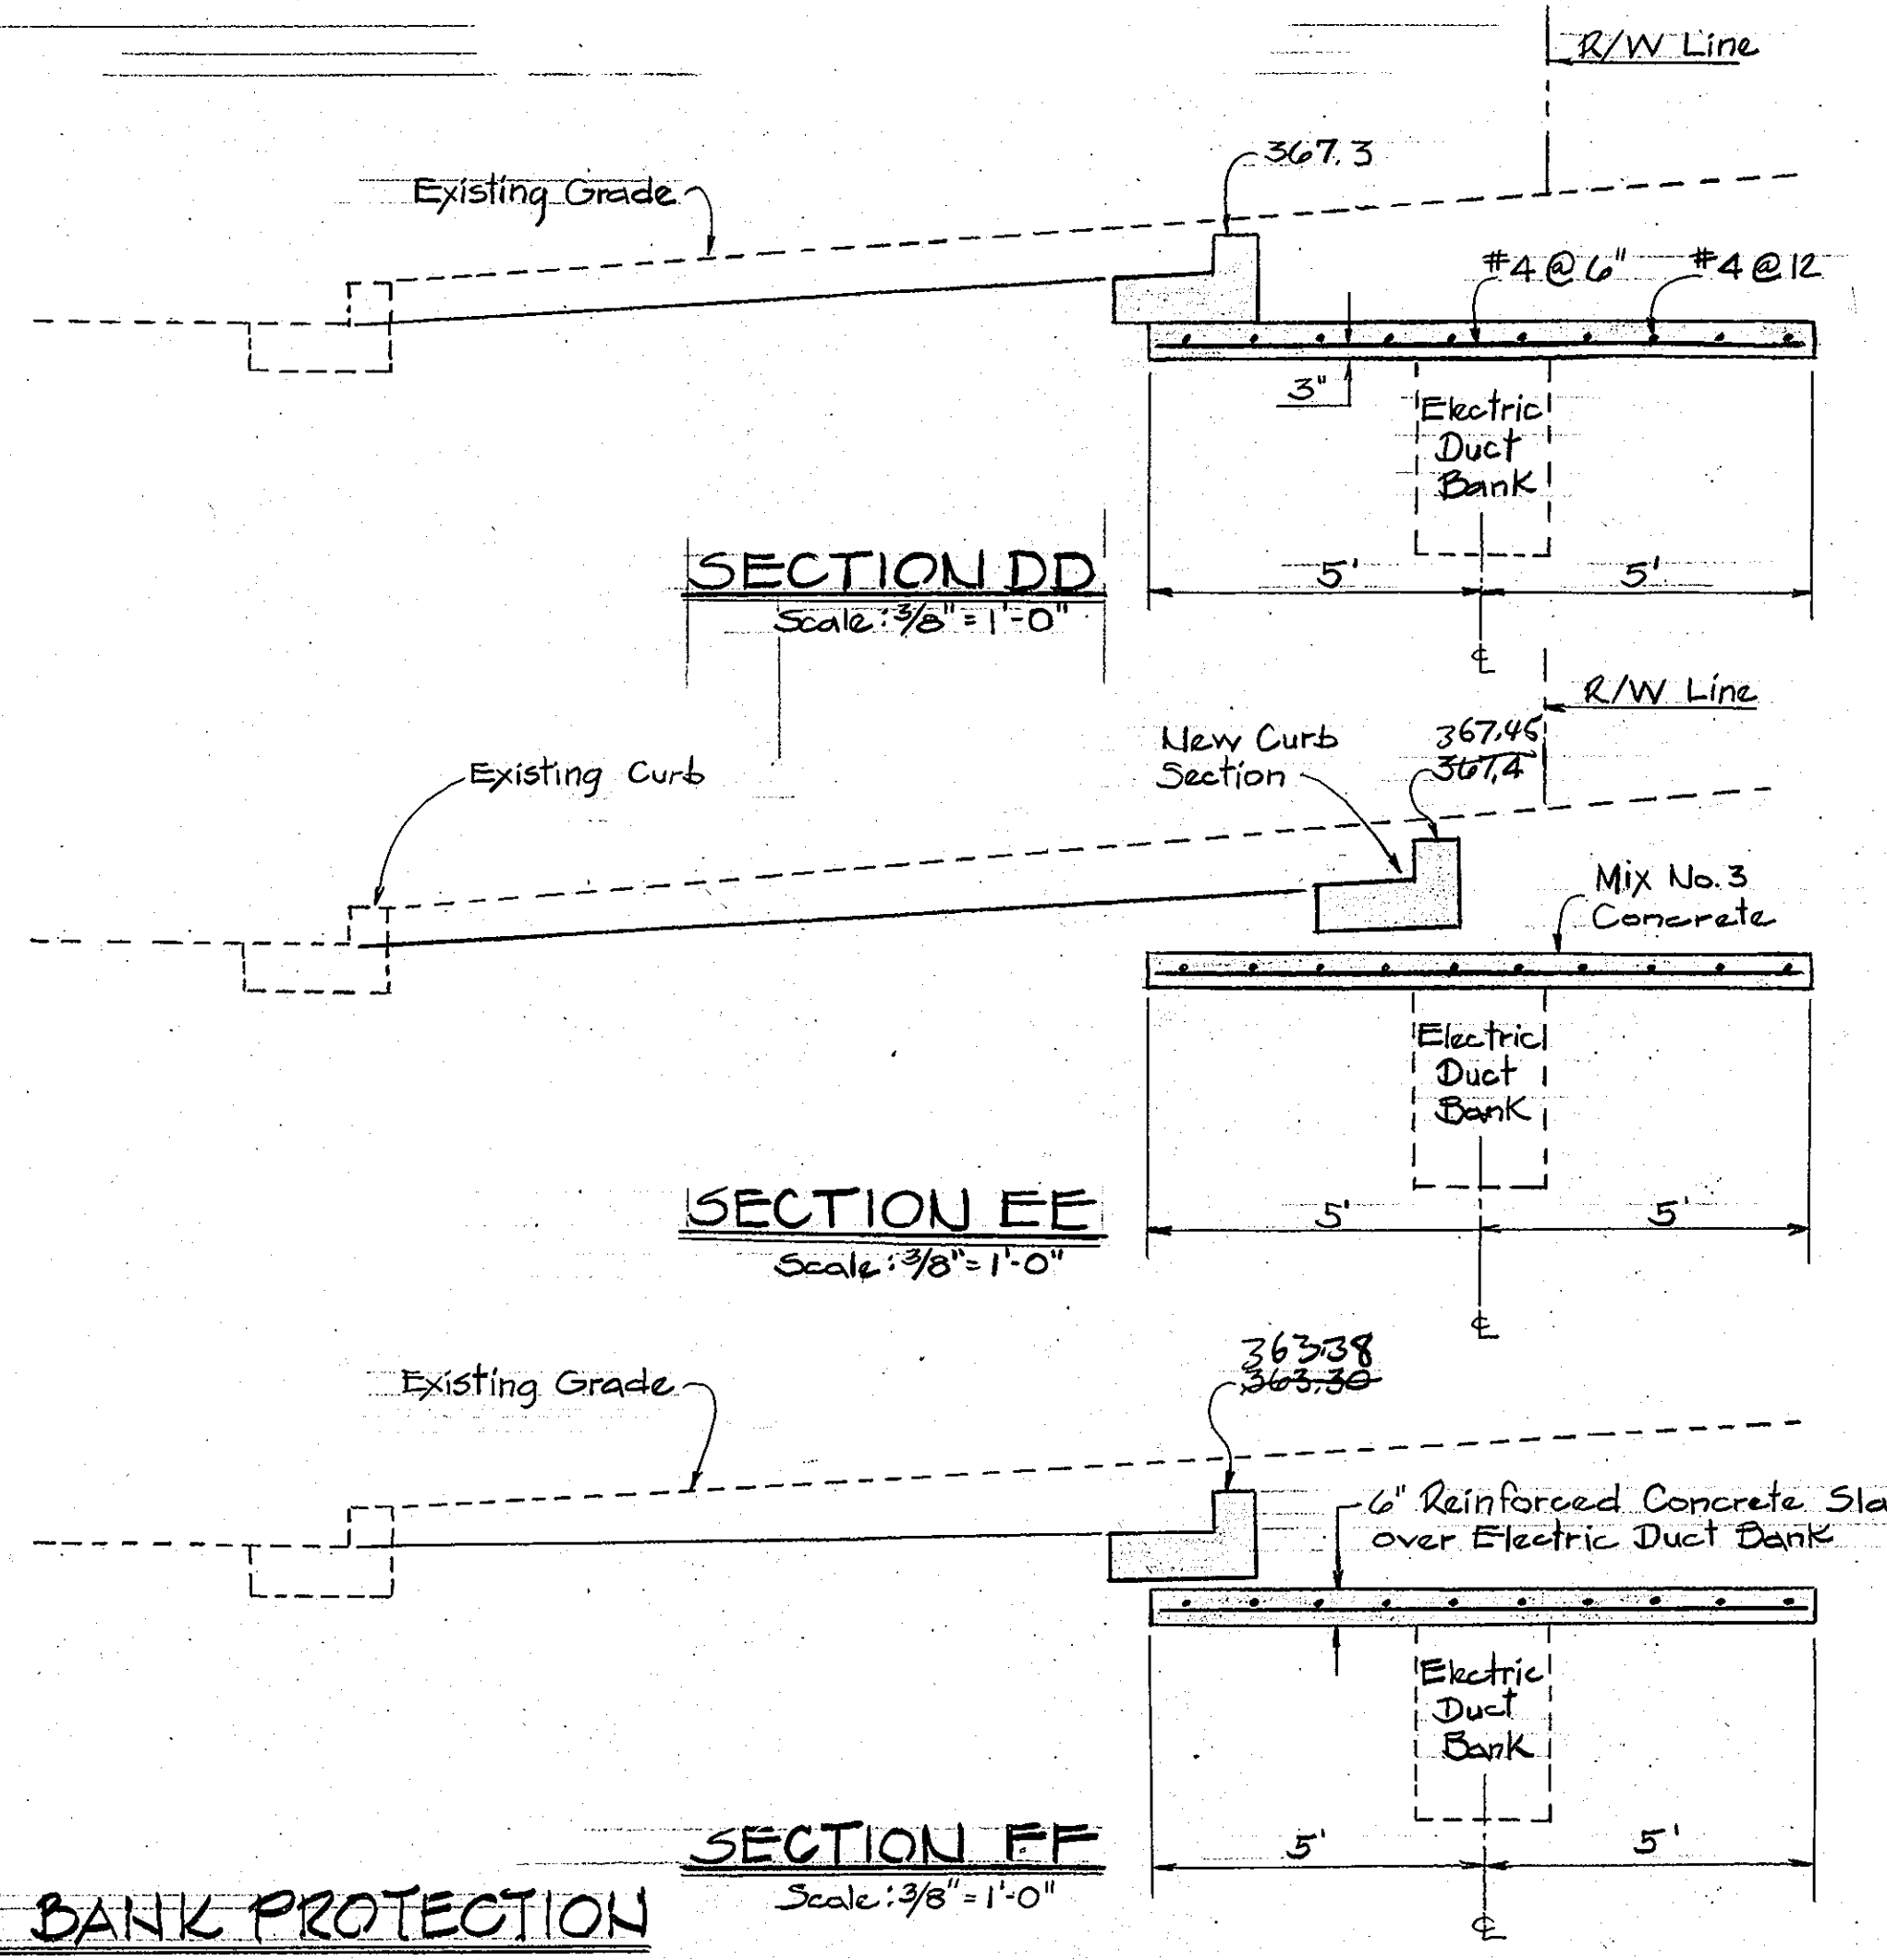 R/W Line
367.3
Existing Grade
#4 @ 6"
#4 @ 12
3"
Electric
Duct
Bank
SECTION DD
Scale: 3/8" = 1'-0"
5'
5'
℄
R/W Line
New Curb
Section
367.45
367.4
Existing Curb
Mix No. 3
Concrete
Electric
Duct
Bank
SECTION EE
Scale: 3/8" = 1'-0"
5'
5'
℄
363.38
363.30
Existing Grade
6" Reinforced Concrete Sla
over Electric Duct Bank
Electric
Duct
Bank
SECTION FF
Scale: 3/8" = 1'-0"
5'
5'
℄
BANK PROTECTION